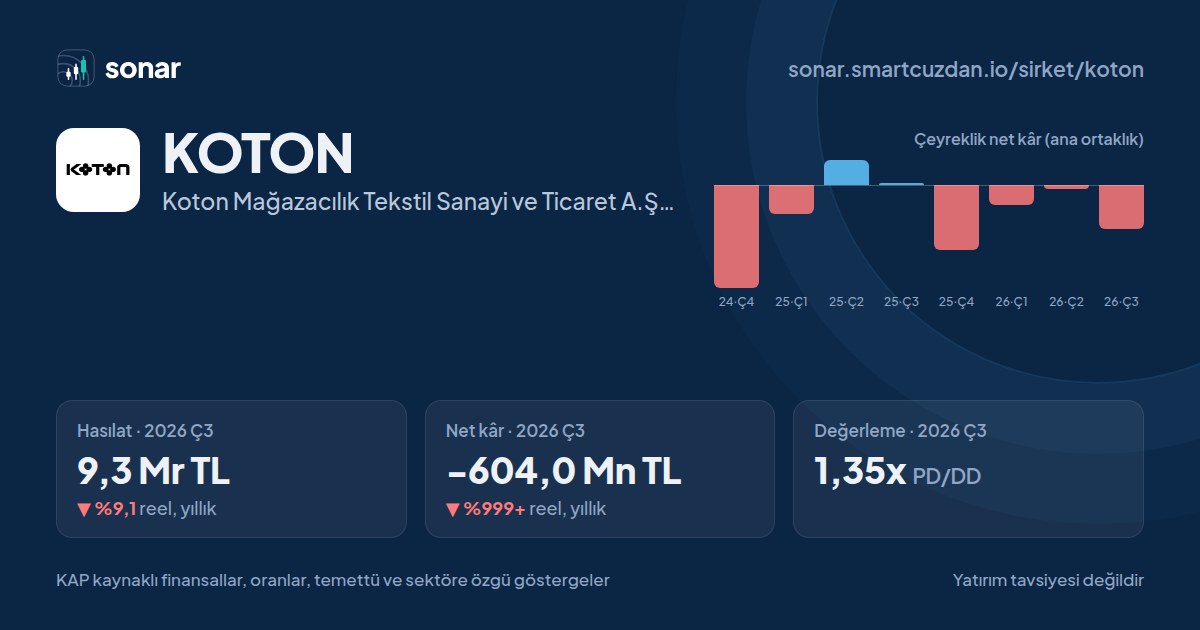 sonar
sonar.smartcuzdan.io/sirket/koton
KOTON
KOTON
Koton Mağazacılık Tekstil Sanayi ve Ticaret A.Ş...
Çeyreklik net kâr (ana ortaklık)
24·Ç4 25·Ç1 25·Ç2 25·Ç3 25·Ç4 26·Ç1 26·Ç2 26·Ç3
Hasılat · 2026 Ç3
9,3 Mr TL
▼ %9,1 reel, yıllık
Net kâr · 2026 Ç3
−604,0 Mn TL
▼ %999+ reel, yıllık
Değerleme · 2026 Ç3
1,35x PD/DD
KAP kaynaklı finansallar, oranlar, temettü ve sektöre özgü göstergeler
Yatırım tavsiyesi değildir